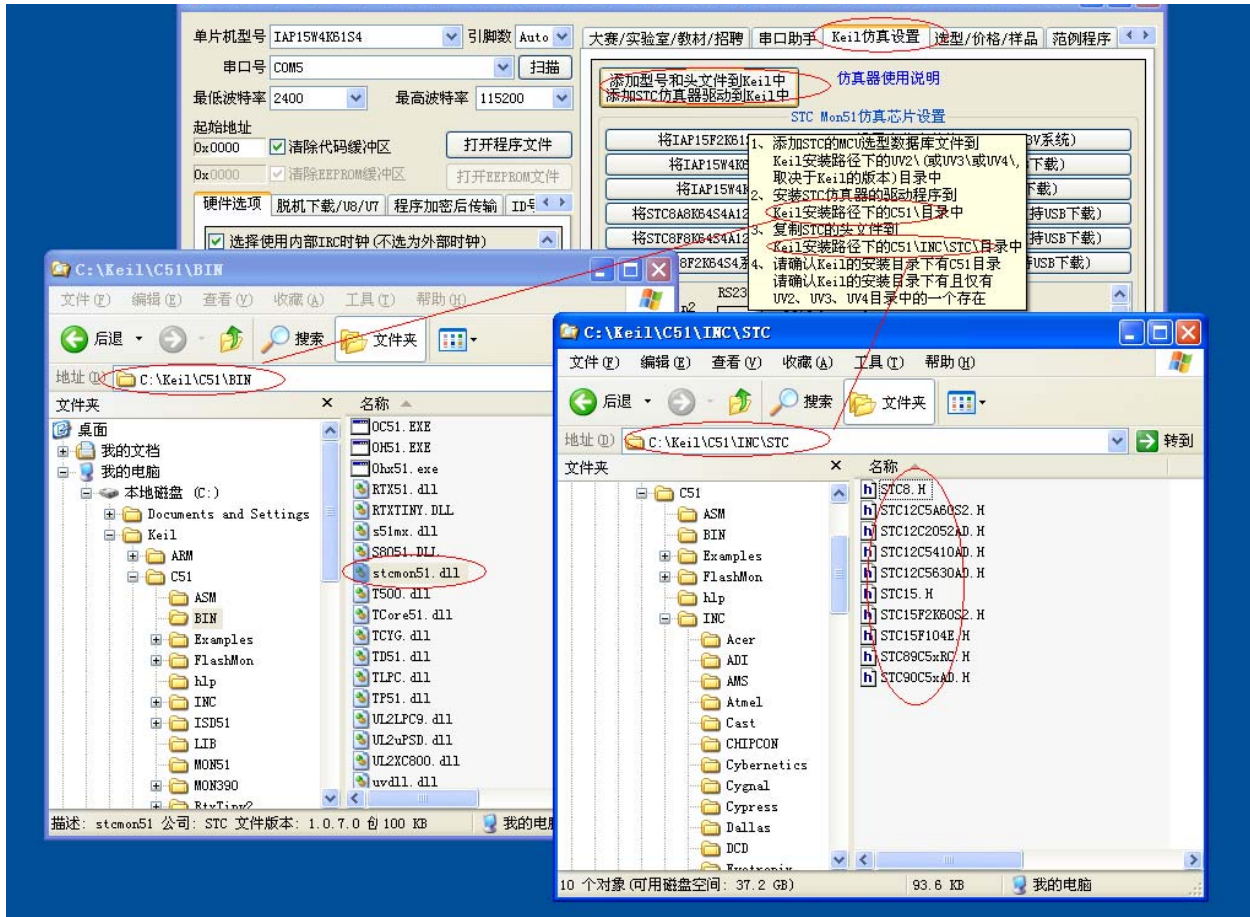 单片机型号 IAP15W4K61S4 引脚数 Auto
串口号 COM5 扫描
最低波特率 2400 最高波特率 115200
起始地址
0x0000 清除代码缓冲区 打开程序文件
0x0000 清除EEPROM缓冲区 打开EEPROM文件
硬件选项 脱机下载/U8/U7 程序加密后传输
选择使用内部IRC时钟(不选为外部时钟)
大赛/实验室/教材/招聘 串口助手 Keil仿真设置 选型/价格/样品 范例程序
添加型号和头文件到Keil中
添加STC仿真器驱动到Keil中
仿真器使用说明
STC Mon51仿真芯片设置
1、添加STC的MCU选型数据库文件到
Keil安装路径下的UV2\(或UV3\或UV4\,
取决于Keil的版本)目录中
2、安装STC仿真器的驱动程序到
Keil安装路径下的C51\目录中
3、复制STC的头文件到
Keil安装路径下的C51\INC\STC\目录中
4、请确认Keil的安装目录下有C51目录
请确认Keil的安装目录下有且仅有
UV2、UV3、UV4目录中的一个存在
C:\Keil\C51\BIN
文件(F) 编辑(E) 查看(V) 收藏(A) 工具(T) 帮助(H)
后退 搜索 文件夹
地址(D) C:\Keil\C51\BIN
文件夹 名称
桌面
我的文档
我的电脑
本地磁盘 (C:)
Documents and Settings
Keil
ARM
C51
ASM
BIN
Examples
FlashMon
hlp
INC
ISD51
LIB
MON51
MON390
RtxTiny2
OC51.EXE
OH51.EXE
Ohx51.exe
RTX51.dll
RTXTINY.DLL
s51mx.dll
S8051.DLL
stcmon51.dll
T500.dll
TCore51.dll
TCYG.dll
TD51.dll
TLPC.dll
TP51.dll
UL2LPC9.dll
UL2uPSD.dll
UL2XC800.dll
uvdll.dll
描述: stcmon51 公司: STC 文件版本: 1.0.7.0 创 100 KB 我的电
C:\Keil\C51\INC\STC
文件(F) 编辑(E) 查看(V) 收藏(A) 工具(T) 帮助(H)
后退 搜索 文件夹
地址(D) C:\Keil\C51\INC\STC 转到
文件夹 名称
C51
ASM
BIN
Examples
FlashMon
hlp
INC
Acer
ADI
AMS
Atmel
Cast
CHIPCON
Cybernetics
Cygnal
Cypress
Dallas
DCD
STC8.H
STC12C5A60S2.H
STC12C2052AD.H
STC12C5410AD.H
STC12C5630AD.H
STC15.H
STC15F2K60S2.H
STC15F104E.H
STC89C5xRC.H
STC90C5xAD.H
10 个对象(可用磁盘空间: 37.2 GB) 93.6 KB 我的电脑